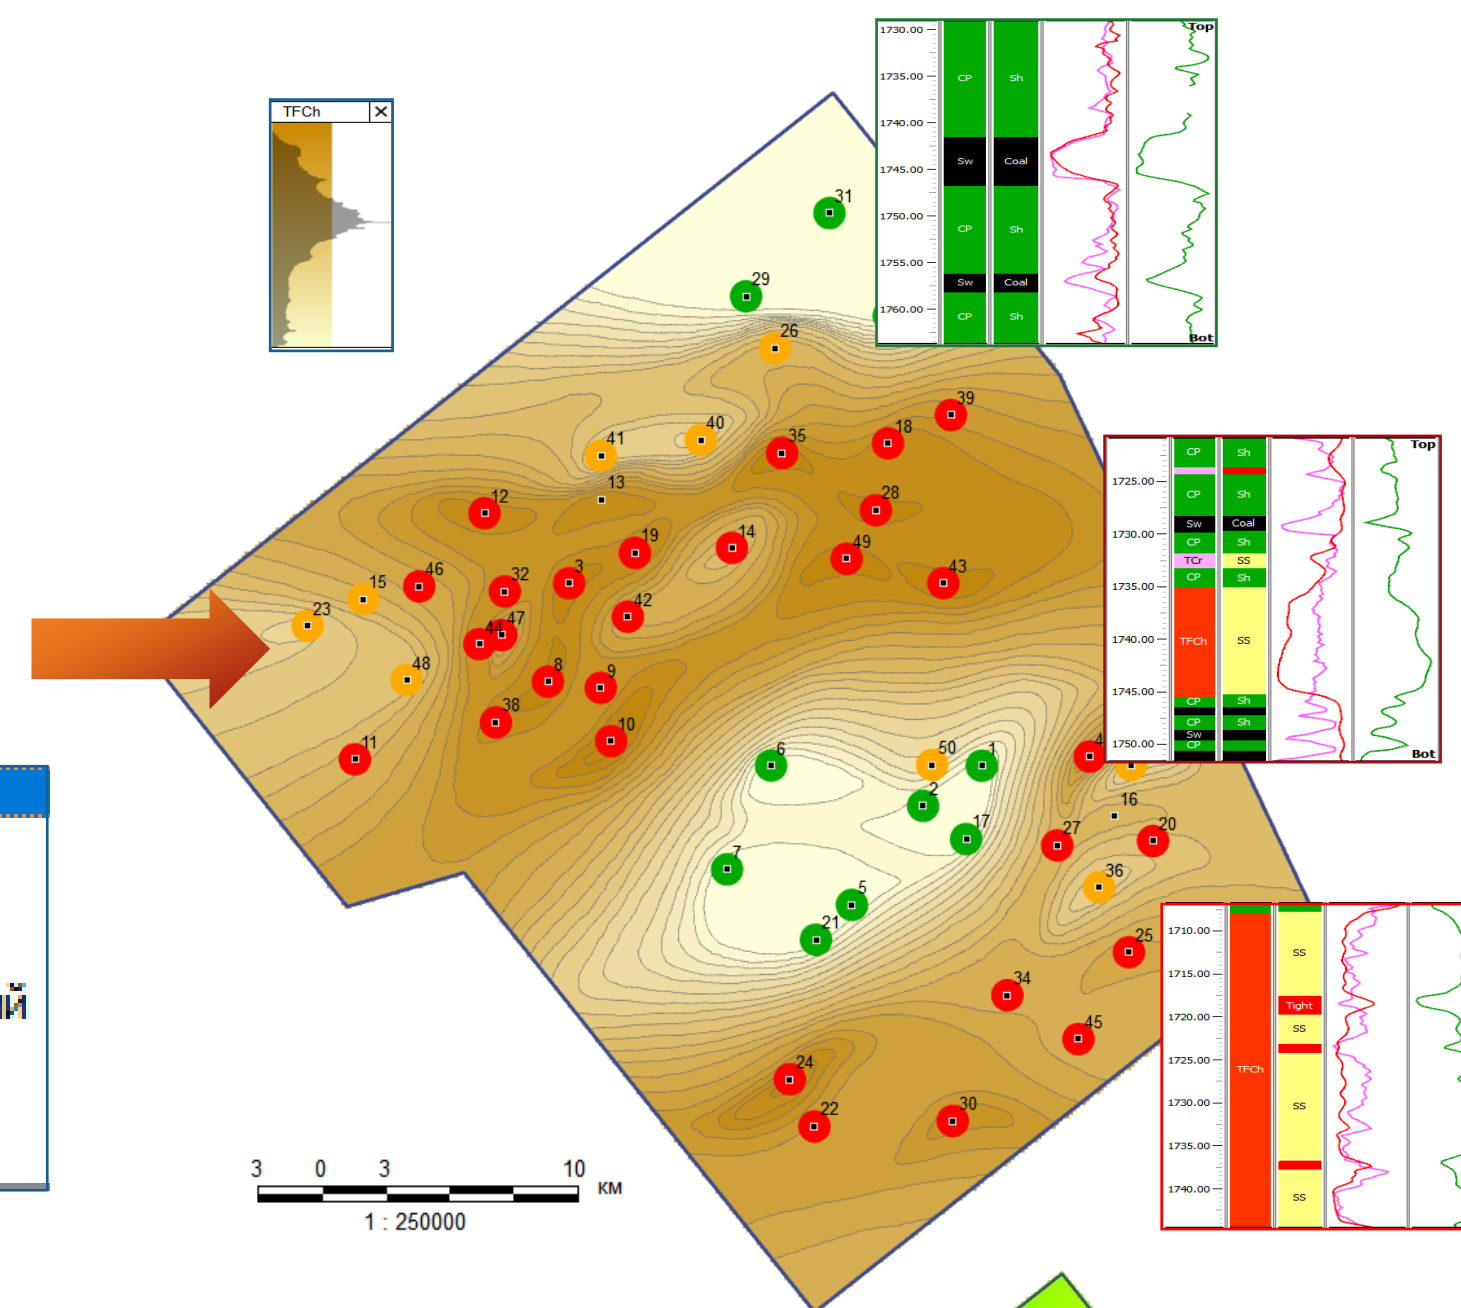 TFCh
1730.00
1735.00
1740.00
1745.00
1750.00
1755.00
1760.00
CP
Sh
Sw
Coal
CP
Sh
Sw
Coal
CP
Sh
Top
Bot
31
29
26
39
18
35
40
41
13
12
28
19
14
49
43
3
32
46
15
23
42
47
44
48
8
9
38
10
11
6
50
1
2
17
7
5
21
4
16
27
20
36
25
34
45
24
22
30
1725.00
1730.00
1735.00
1740.00
1745.00
1750.00
CP
Sh
CP
Sh
Sw
Coal
CP
Sh
TCr
SS
CP
Sh
TFCh
SS
CP
Sh
CP
Sh
Sw
CP
Top
Bot
1710.00
1715.00
1720.00
1725.00
1730.00
1735.00
1740.00
TFCh
SS
Tight
SS
SS
SS
й
3 0 3 10
км
1 : 250000